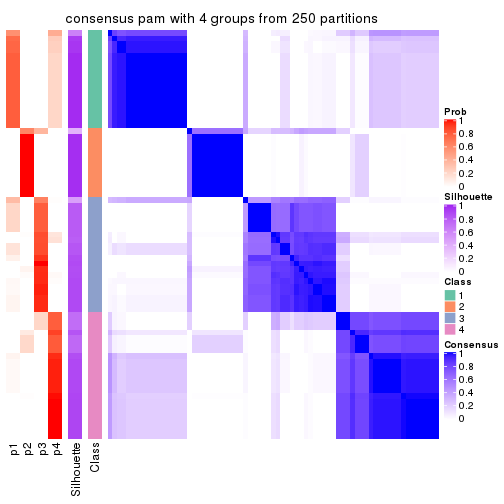 consensus pam with 4 groups from 250 partitions
Prob
1
0.8
0.6
0.4
0.2
0
Silhouette
1
0.8
0.6
0.4
0.2
0
Class
1
2
3
4
Consensus
1
0.8
0.6
0.4
0.2
0
p1
p2
p3
p4
Silhouette
Class